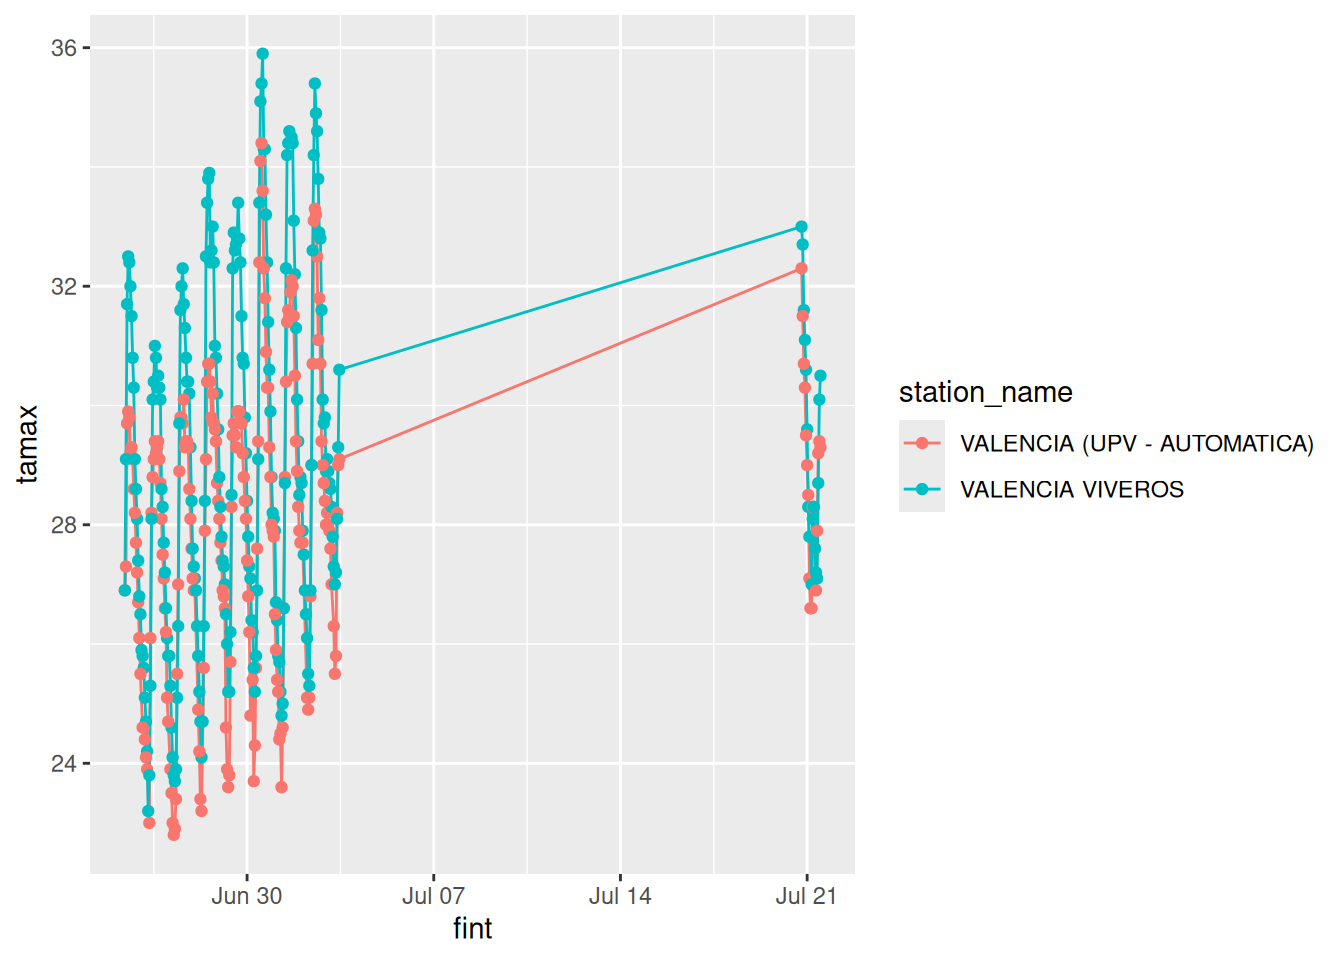 36
32
28
24
tamax
Jun 30
Jul 07
Jul 14
Jul 21
fint
station_name
VALENCIA (UPV - AUTOMATICA)
VALENCIA VIVEROS